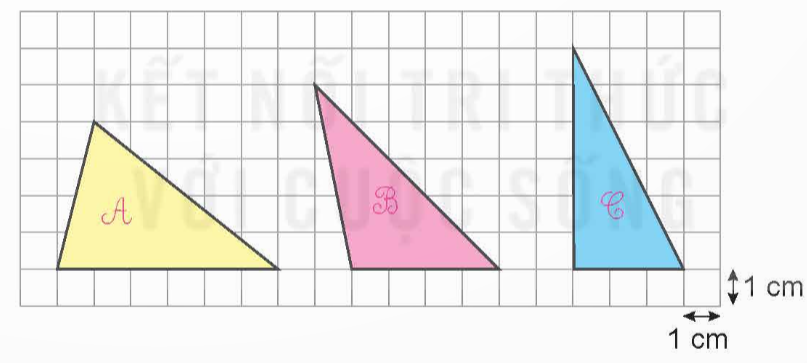 KẾT NỐI TRI THỨC
VỚI CUỘC SỐNG
A
B
C
1 cm
1 cm